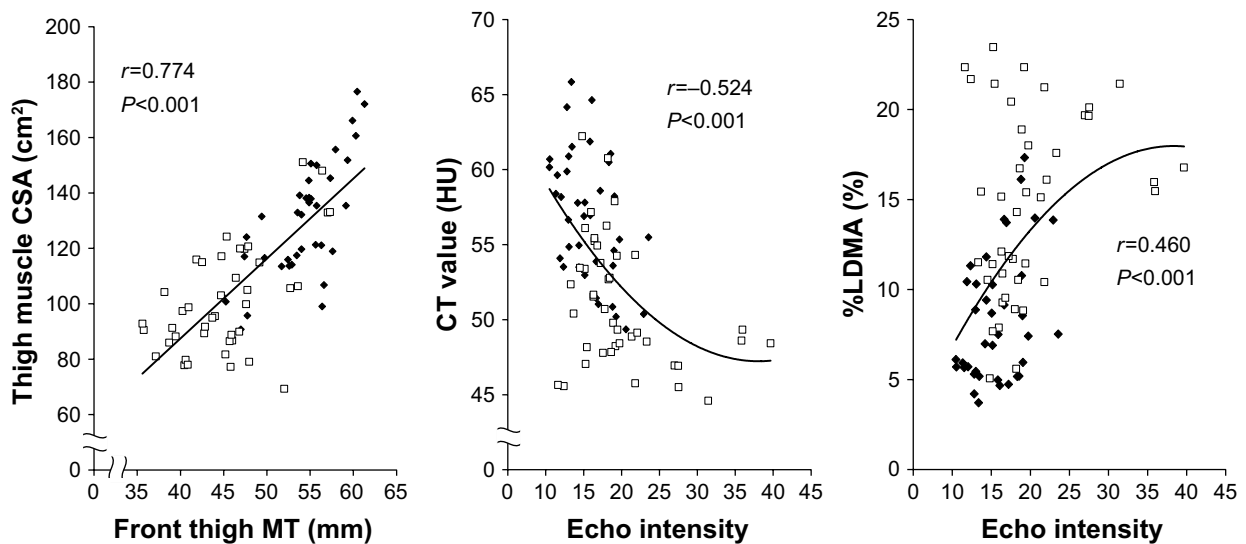 200
180
160
140
120
100
80
60
0
Thigh muscle CSA (cm²)
r=0.774
P<0.001
0 35 40 45 50 55 60 65
Front thigh MT (mm)
70
65
60
55
50
45
0
CT value (HU)
r=–0.524
P<0.001
0 10 15 20 25 30 35 40 45
Echo intensity
25
20
15
10
5
0
%LDMA (%)
r=0.460
P<0.001
0 10 15 20 25 30 35 40 45
Echo intensity